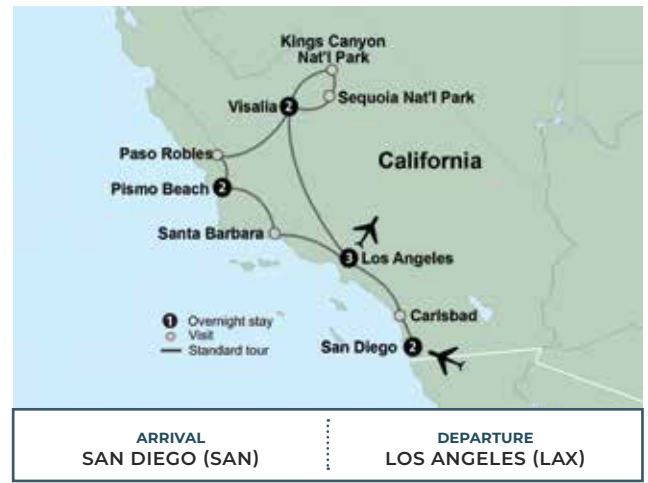 Kings Canyon
Nat'l Park
Sequoia Nat'l Park
Visalia 2
Paso Robles
California
Pismo Beach 2
Santa Barbara
3 Los Angeles
Carlsbad
San Diego 2
1 Overnight stay
Visit
Standard tour
ARRIVAL
SAN DIEGO (SAN)
DEPARTURE
LOS ANGELES (LAX)